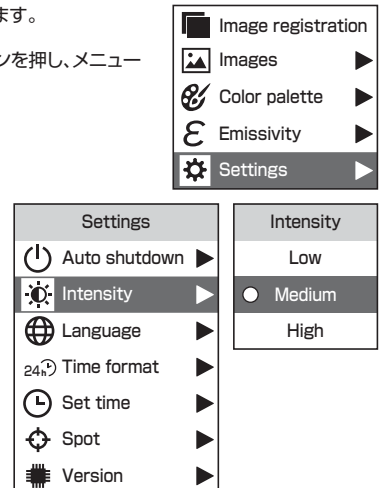 ます。
ンを押し、メニュー
Image registration
Images
Color palette
ε Emissivity
Settings
Settings
Auto shutdown
Intensity
Language
24h Time format
Set time
Spot
Version
Intensity
Low
Medium
High